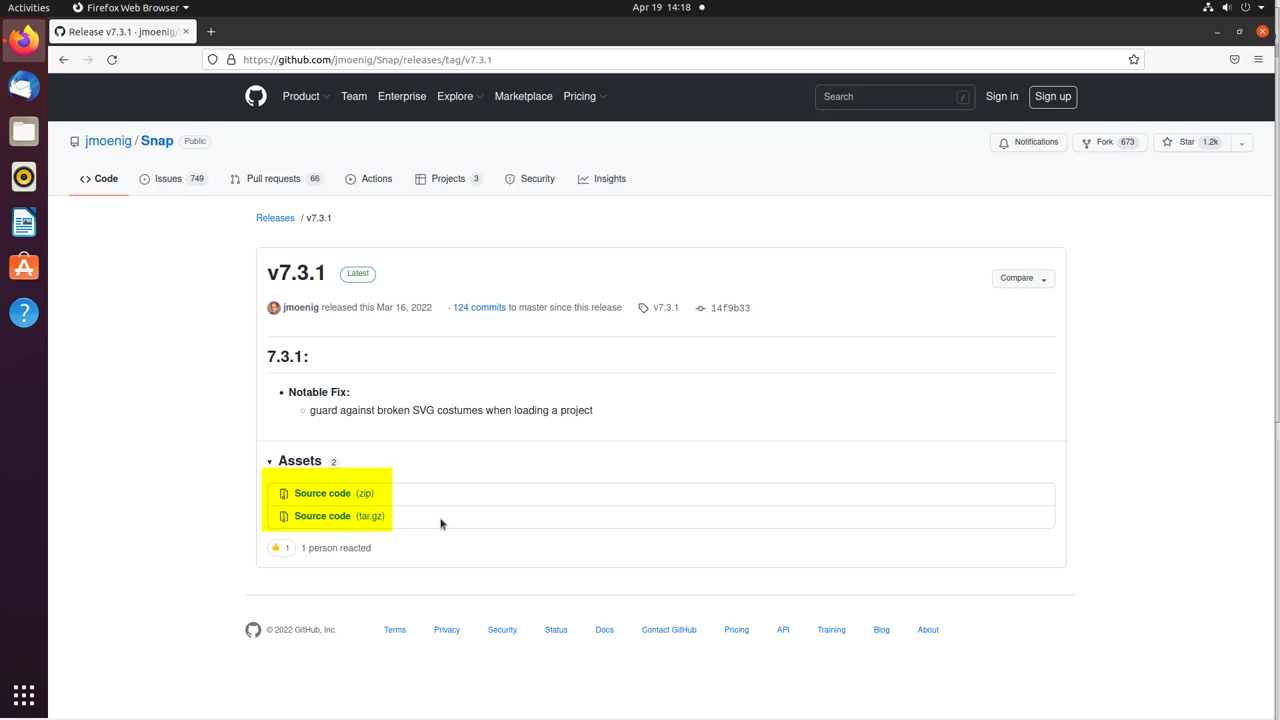 Activities Firefox Web Browser Apr 19 14:18
Release v7.3.1 · jmoenig/
https://github.com/jmoenig/Snap/releases/tag/v7.3.1
Product Team Enterprise Explore Marketplace Pricing Search / Sign in Sign up
jmoenig / Snap Public Notifications Fork 673 Star 1.2k
Code Issues 749 Pull requests 66 Actions Projects 3 Security Insights
Releases / v7.3.1
v7.3.1 Latest Compare
jmoenig released this Mar 16, 2022 · 124 commits to master since this release v7.3.1 14f9b33
7.3.1:
• Notable Fix:
○ guard against broken SVG costumes when loading a project
Assets 2
Source code (zip)
Source code (tar.gz)
👍 1 1 person reacted
© 2022 GitHub, Inc. Terms Privacy Security Status Docs Contact GitHub Pricing API Training Blog About